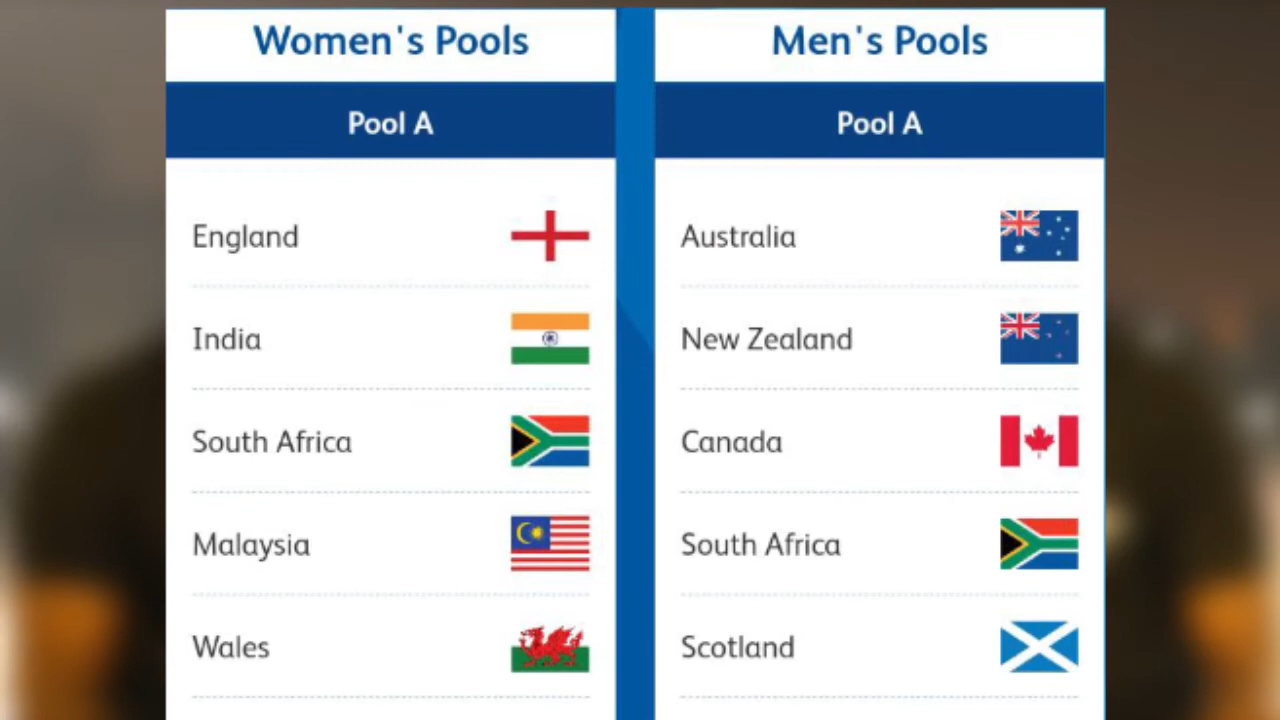 Women's Pools
Pool A
England
India
South Africa
Malaysia
Wales
Men's Pools
Pool A
Australia
New Zealand
Canada
South Africa
Scotland